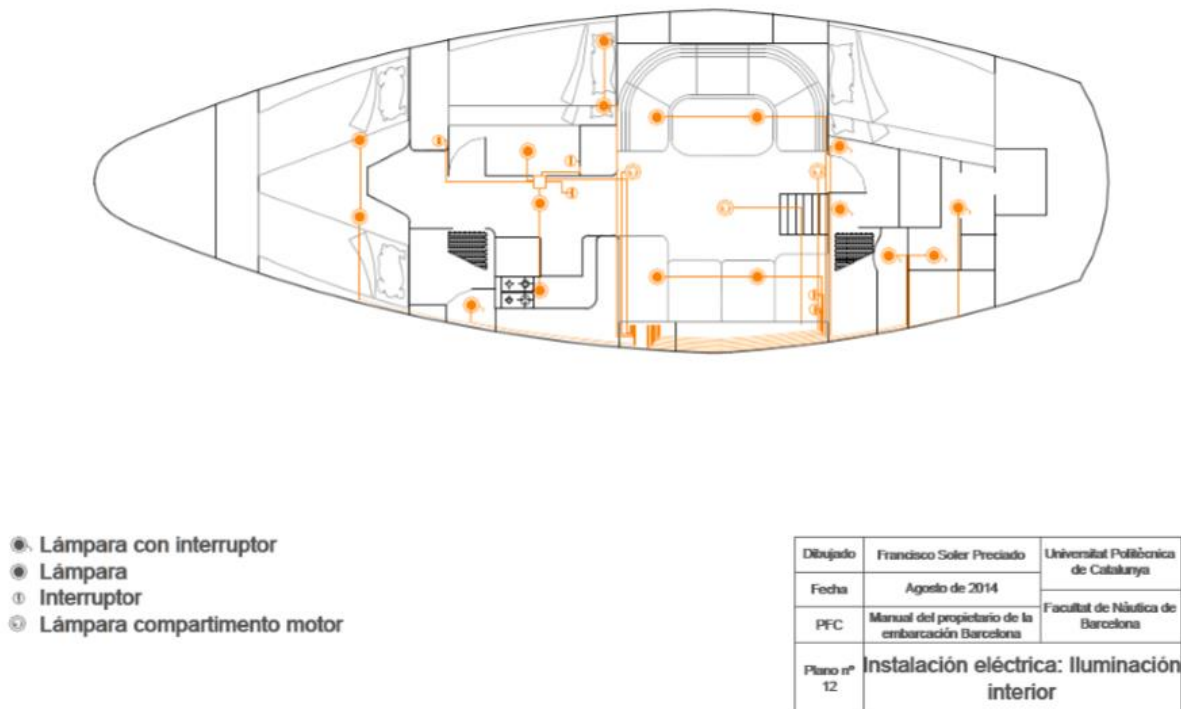 Lámpara con interruptor
Lámpara
Interruptor
Lámpara compartimento motor
Dibujado
Francisco Soler Preciado
Universitat Politècnica
de Catalunya
Fecha
Agosto de 2014
PFC
Manual del propietario de la
embarcación Barcelona
Facultat de Nàutica de
Barcelona
Plano nº
12
Instalación eléctrica: Iluminación
interior